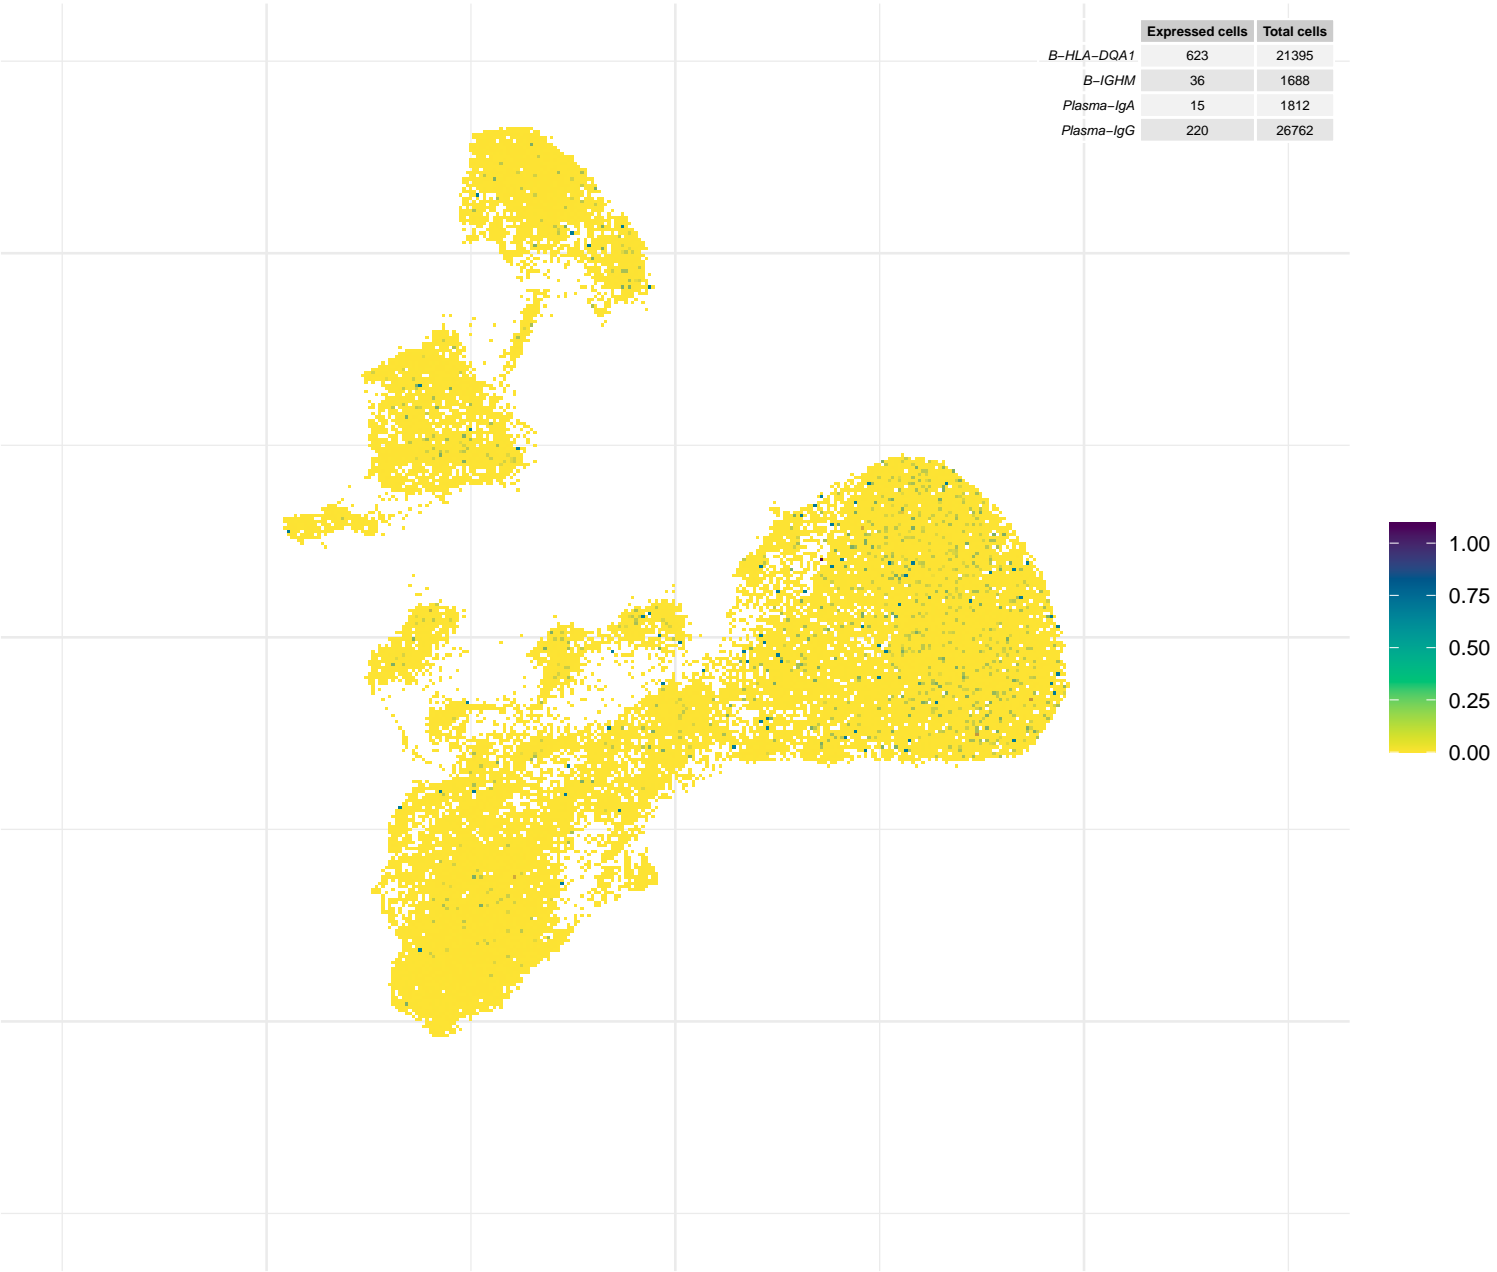 Expressed cells Total cells
B−HLA−DQA1 623 21395
B−IGHM 36 1688
Plasma−IgA 15 1812
Plasma−IgG 220 26762
1.00
0.75
0.50
0.25
0.00